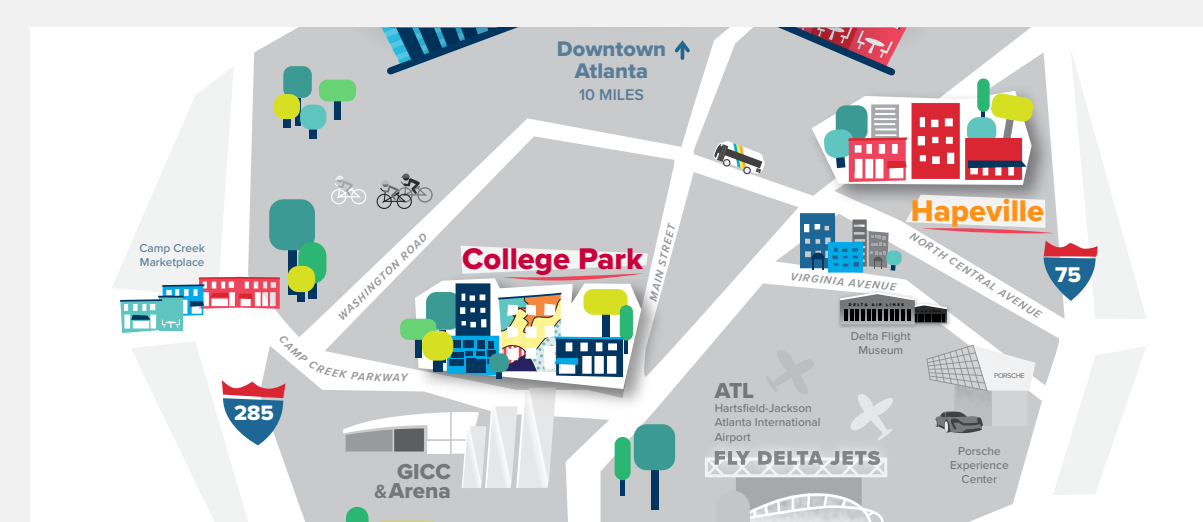 Downtown
Atlanta
10 MILES
Hapeville
Camp Creek
Marketplace
WASHINGTON ROAD
College Park
MAIN STREET
NORTH CENTRAL AVENUE
75
VIRGINIA AVENUE
DELTA AIR LINES
Delta Flight
Museum
CAMP CREEK PARKWAY
PORSCHE
285
ATL
Hartsfield-Jackson
Atlanta International
Airport
FLY DELTA JETS
Porsche
Experience
Center
GICC
&Arena